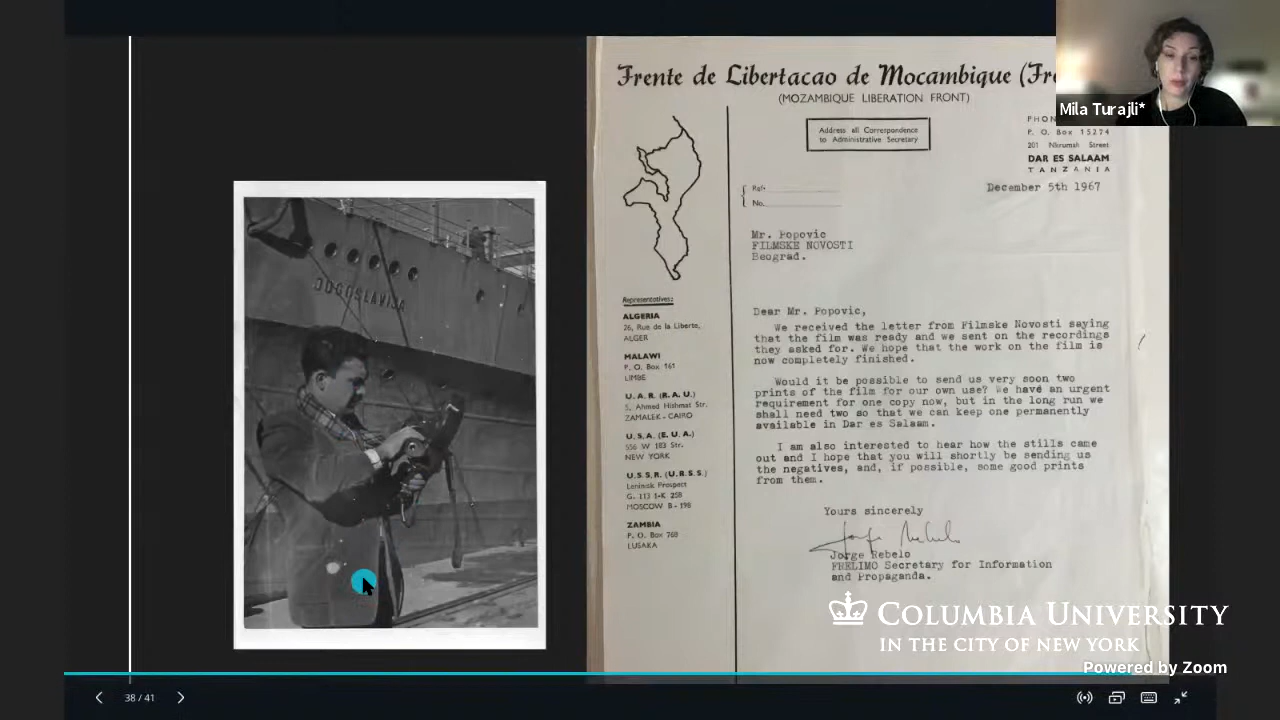 Mila Turajli*
JUGOSLAVIJA
Frente de Libertacao de Mocambique (Fre
(MOZAMBIQUE LIBERATION FRONT)
Address all Correspondence
to Administrative Secretary
PHON
P. O. Box 15274
201 Nkrumah Street
DAR ES SALAAM
TANZANIA
December 5th 1967
Ref:
No.
Mr. Popovic
FILMSKE NOVOSTI
Beograd.
Representatives:
ALGERIA
26, Rue de la Liberte,
ALGER
MALAWI
P. O. Box 161
LIMBE
U. A. R. (R. A. U.)
5, Ahmed Hishmat Str.
ZAMALEK - CAIRO
U. S. A. (E. U. A.)
556 W 183 Str.
NEW YORK
U. S. S. R. (U. R. S. S.)
Leninsk Prospect
G. 113 1-K 258
MOSCOW B - 198
ZAMBIA
P. O. Box 768
LUSAKA
Dear Mr. Popovic,
We received the letter from Filmske Novosti saying
that the film was ready and we sent on the recordings
they asked for. We hope that the work on the film is
now completely finished.
Would it be possible to send us very soon two
prints of the film for our own use? We have an urgent
requirement for one copy now, but in the long run we
shall need two so that we can keep one permanently
available in Dar es Salaam.
I am also interested to hear how the stills came
out and I hope that you will shortly be sending us
the negatives, and, if possible, some good prints
from them.
Yours sincerely
Jorge Rebelo
Jorge Rebelo
FRELIMO Secretary for Information
and Propaganda.
COLUMBIA UNIVERSITY
IN THE CITY OF NEW YORK
Powered by Zoom
38 / 41